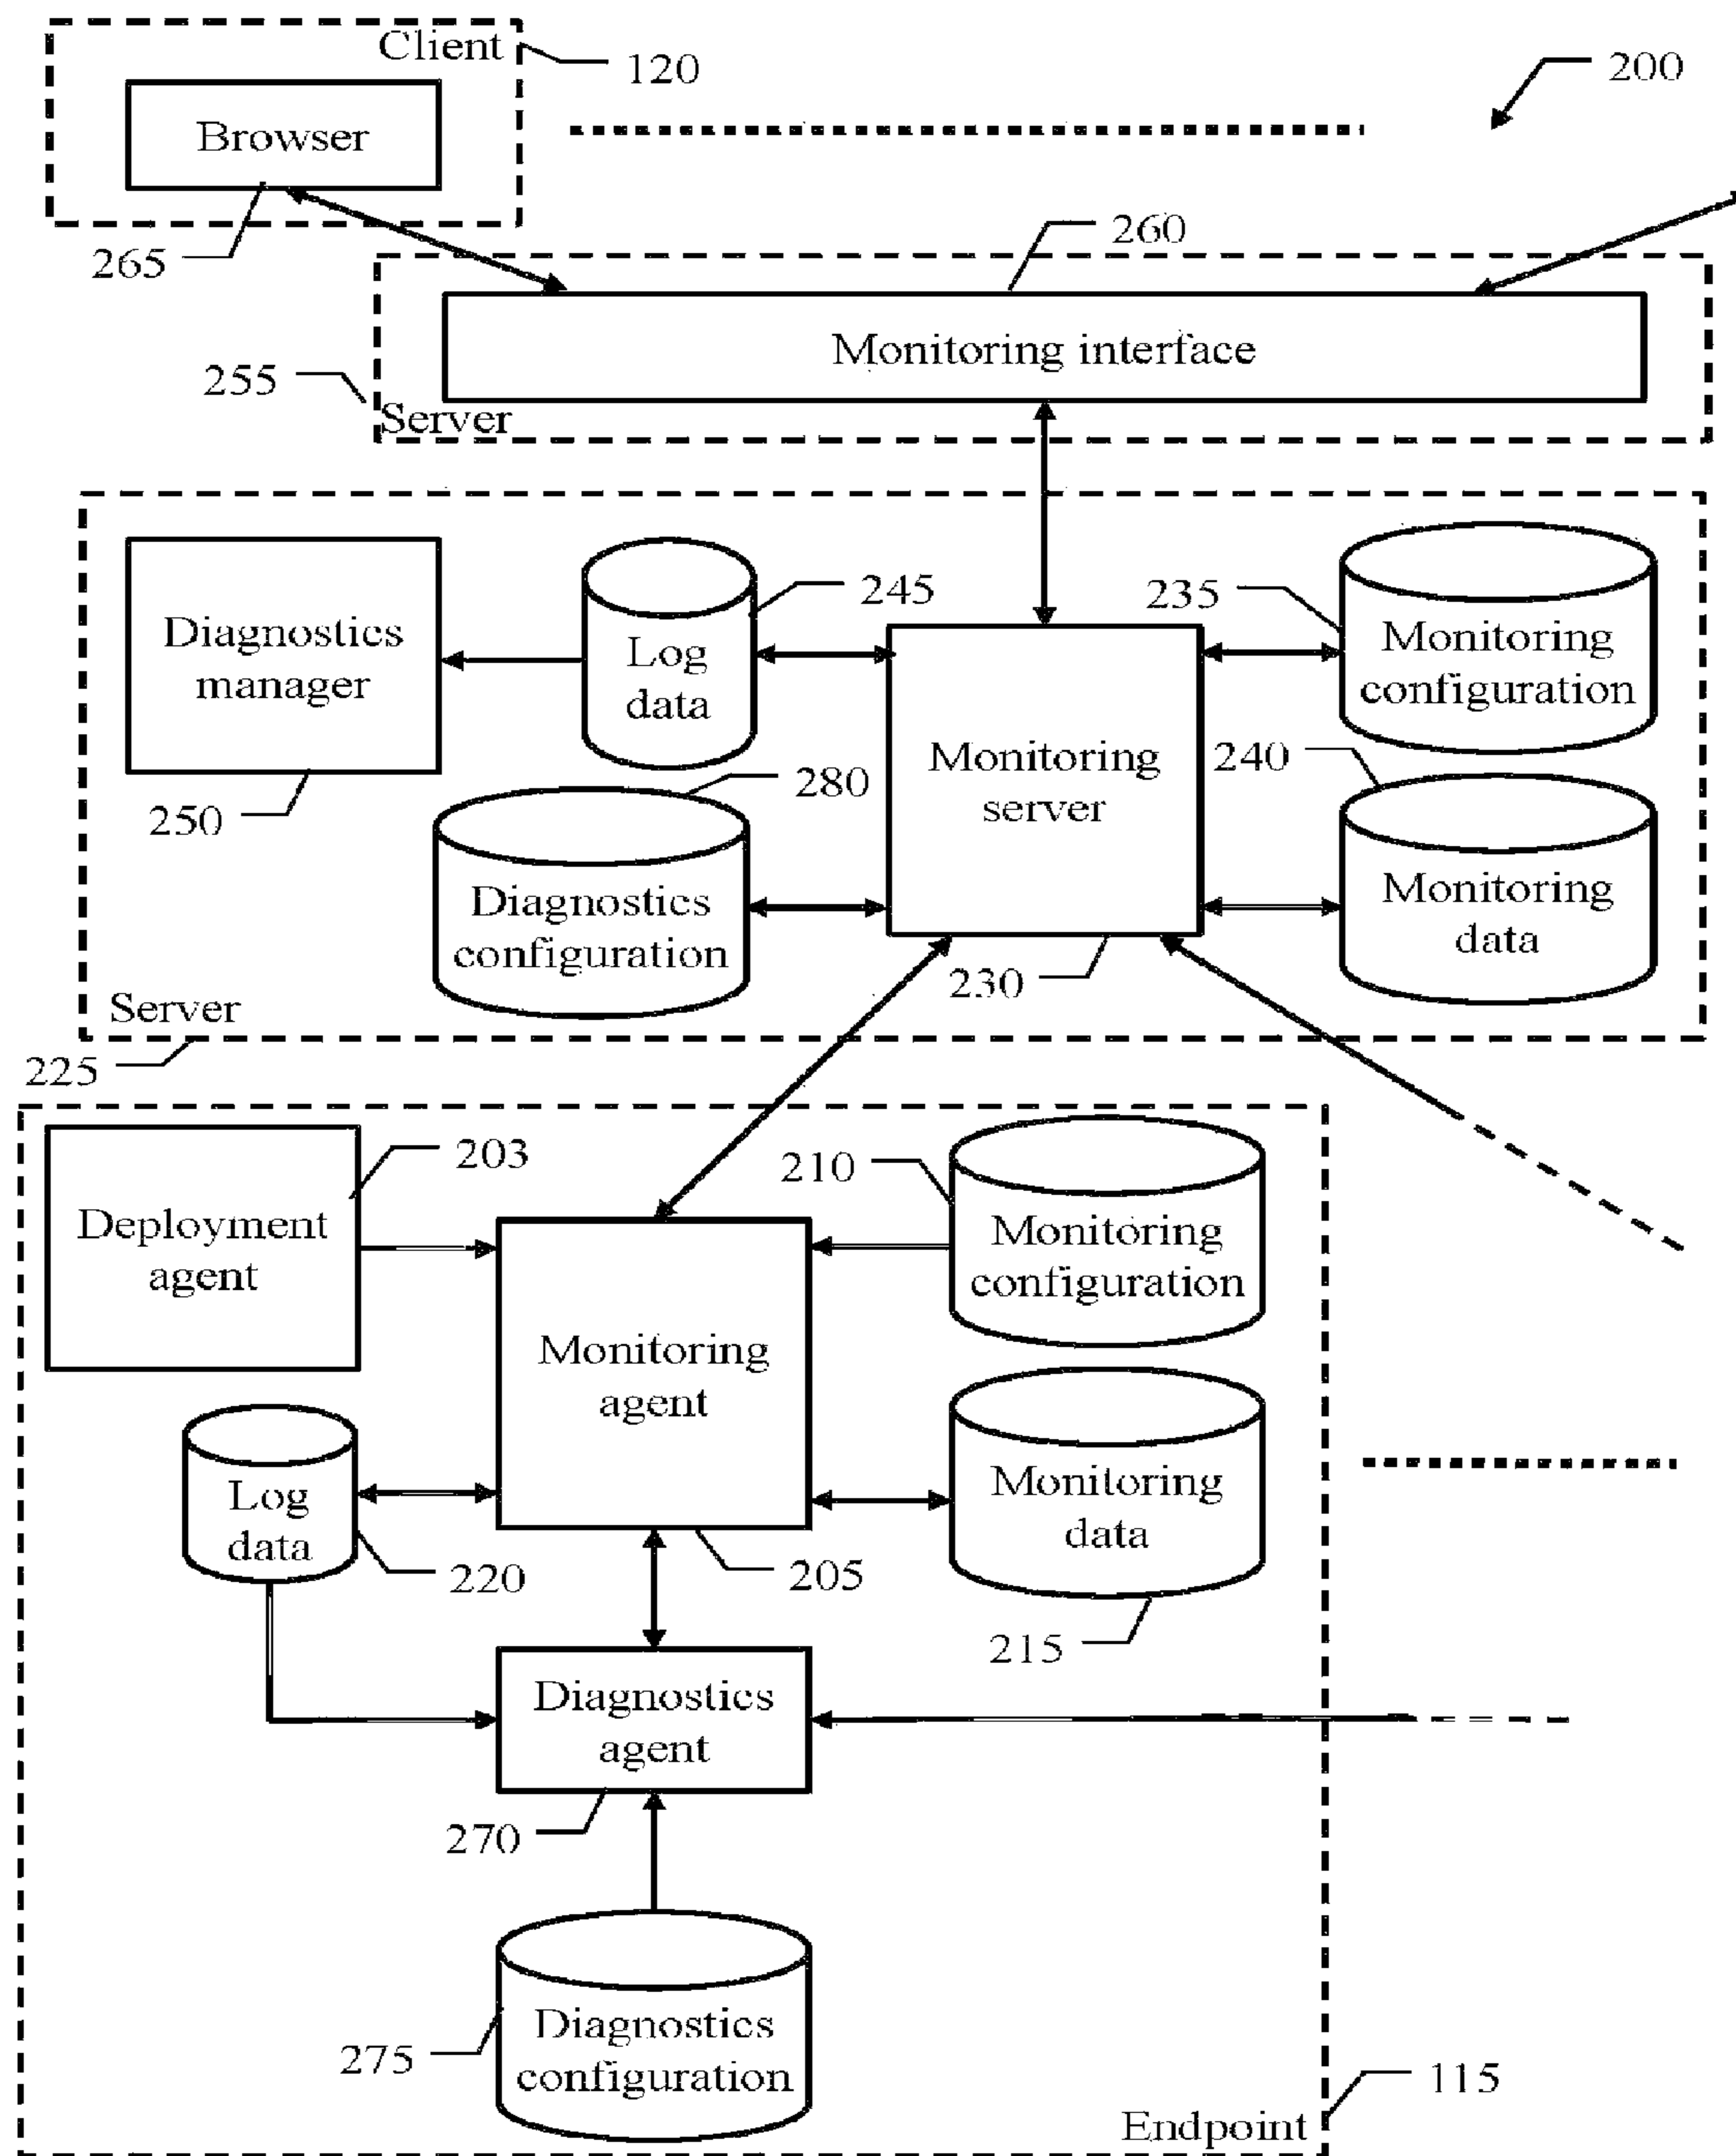 Client
120
200
Browser
265
260
Monitoring interface
255
Server
Diagnostics
manager
245
Log
data
235
Monitoring
configuration
Monitoring
server
240
280
250
Diagnostics
configuration
Monitoring
data
230
Server
225
203
210
Deployment
agent
Monitoring
configuration
Monitoring
agent
Log
data
Monitoring
data
220
205
215
Diagnostics
agent
270
275
Diagnostics
configuration
115
Endpoint